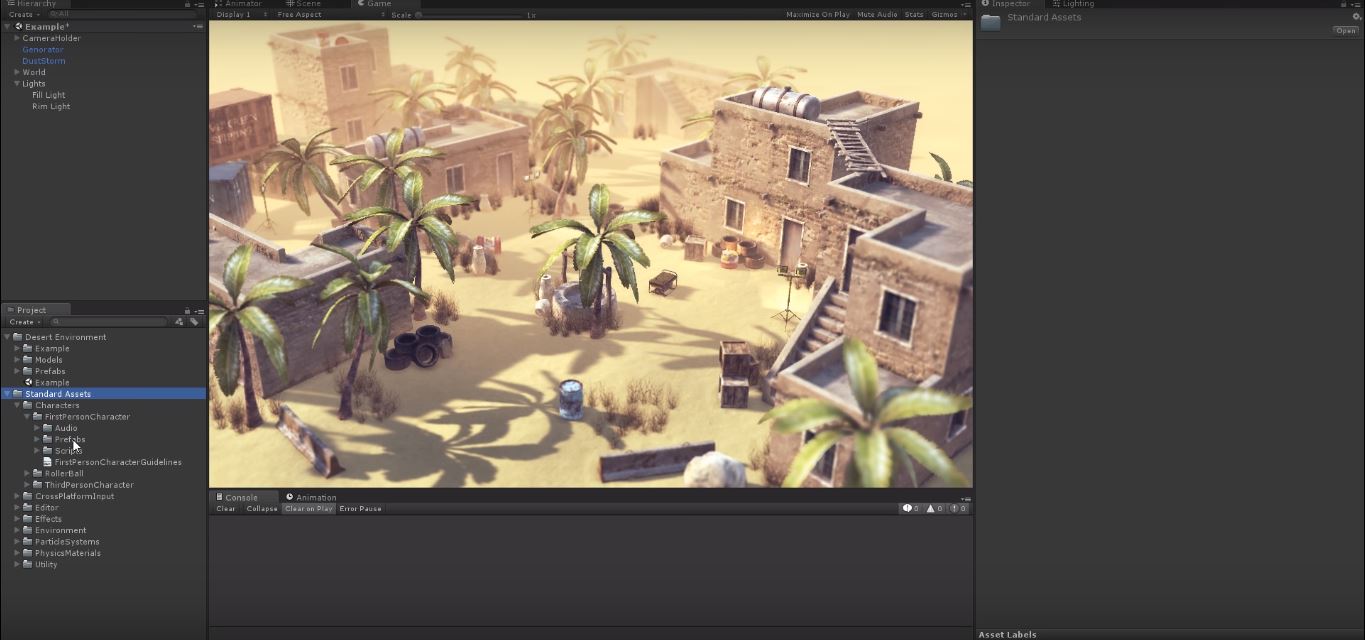 Hierarchy
Create
All
Example*
CameraHolder
Genorator
DustStorm
World
Lights
Fill Light
Rim Light
Animator Scene Game
Display 1 Free Aspect Scale 1x Maximize On Play Mute Audio Stats Gizmos
Inspector Lighting
Standard Assets
Open
Project
Create
Desert Environment
Example
Models
Prefabs
Example
Standard Assets
Characters
FirstPersonCharacter
Audio
Prefabs
Scripts
FirstPersonCharacterGuidelines
RollerBall
ThirdPersonCharacter
CrossPlatformInput
Editor
Effects
Environment
ParticleSystems
PhysicsMaterials
Utility
Console Animation
Clear Collapse Clear on Play Error Pause 0 0 0
Asset Labels